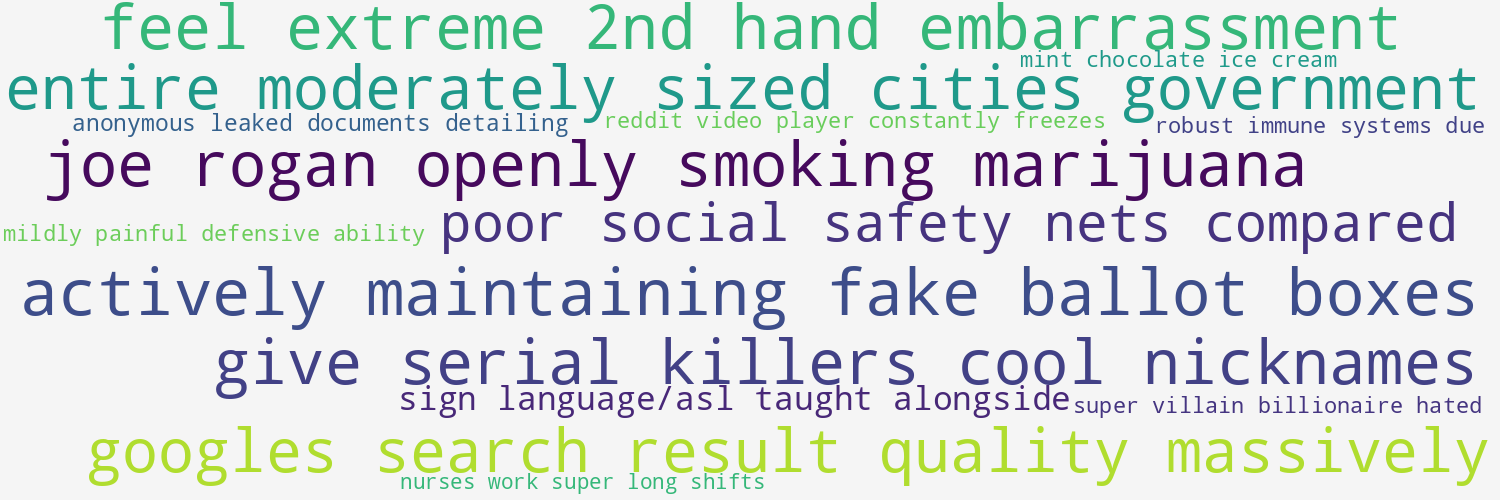 feel extreme 2nd hand embarrassment
mint chocolate ice cream
entire moderately sized cities government
anonymous leaked documents detailing
reddit video player constantly freezes
robust immune systems due
joe rogan openly smoking marijuana
mildly painful defensive ability
poor social safety nets compared
actively maintaining fake ballot boxes
give serial killers cool nicknames
sign language/asl taught alongside
super villain billionaire hated
googles search result quality massively
nurses work super long shifts